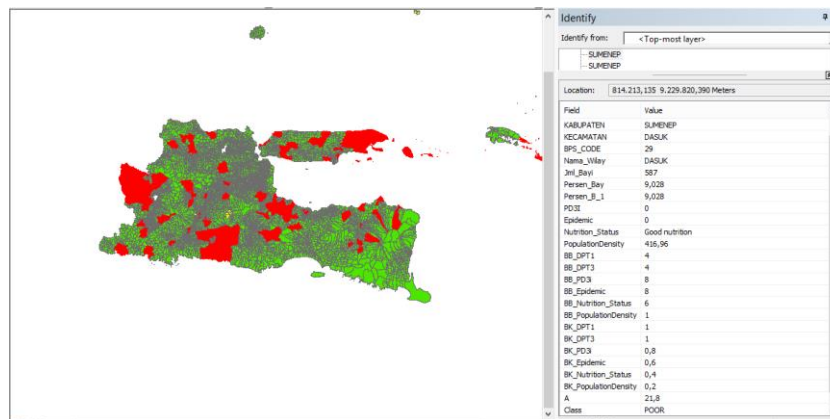 Identify
Identify from: <Top-most layer>
SUMENEP
SUMENEP
Location: 814.213,135 9.229.820,390 Meters
Field Value
KABUPATEN SUMENEP
KECAMATAN DASUK
BPS_CODE 29
Nama_Wilay DASUK
Jml_Bayi 587
Persen_Bay 9,028
Persen_B_1 9,028
PD3I 0
Epidemic 0
Nutrition_Status Good nutrition
PopulationDensity 416,96
BB_DPT1 4
BB_DPT3 4
BB_PD3i 8
BB_Epidemic 8
BB_Nutrition_Status 6
BB_PopulationDensity 1
BK_DPT1 1
BK_DPT3 1
BK_PD3i 0,8
BK_Epidemic 0,6
BK_Nutrition_Status 0,4
BK_PopulationDensity 0,2
A 21,8
Class POOR